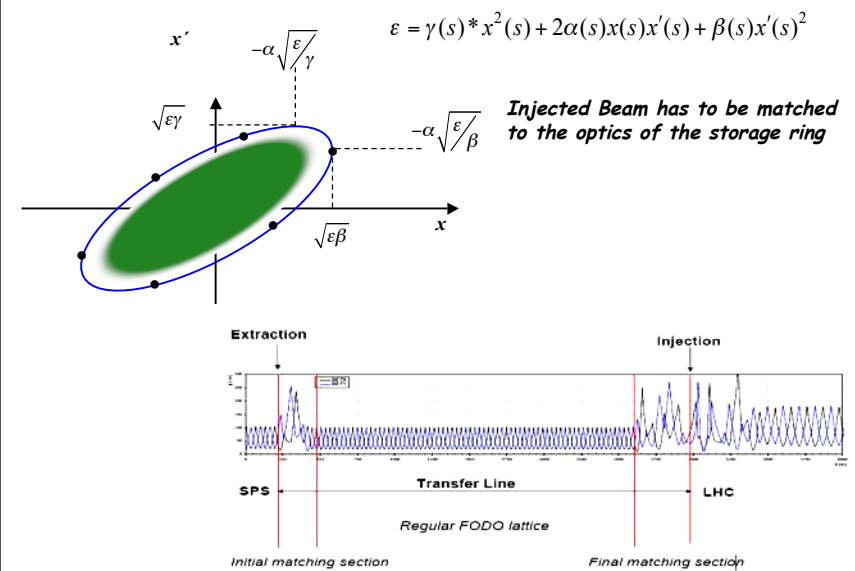 ε = γ(s)*x²(s) + 2α(s)x(s)x′(s) + β(s)x′(s)²
x´
−α√(ε/γ)
√(εγ)
Injected Beam has to be matched
to the optics of the storage ring
−α√(ε/β)
x
√(εβ)
Extraction
Injection
SPS
Transfer Line
LHC
Regular FODO lattice
Initial matching section
Final matching section